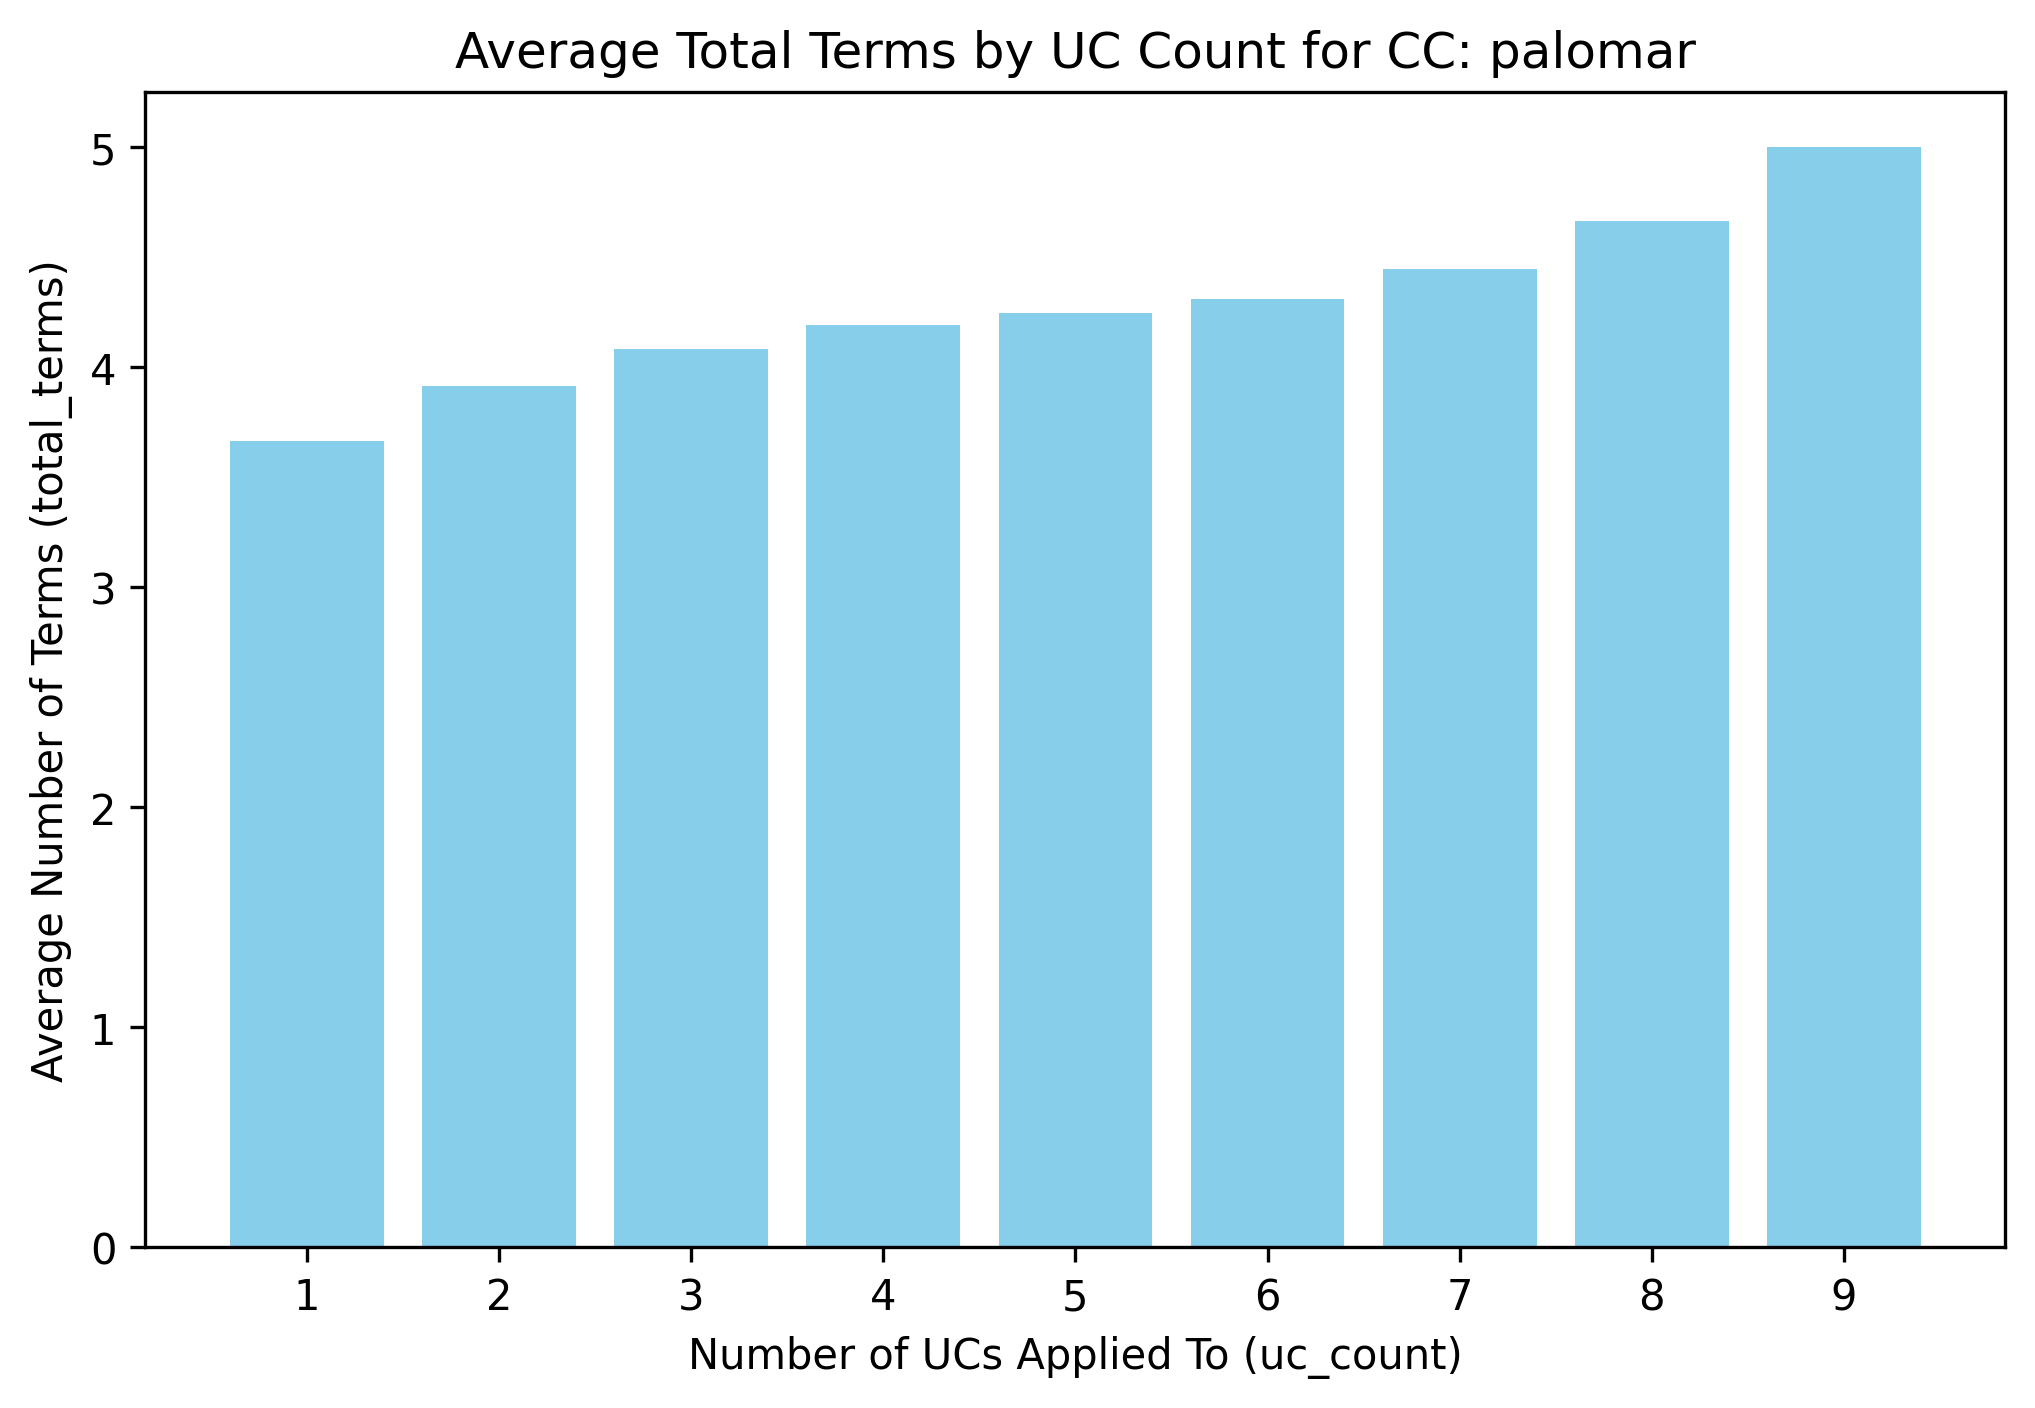 Average Total Terms by UC Count for CC: palomar
Average Number of Terms (total_terms)
5
4
3
2
1
0
1 2 3 4 5 6 7 8 9
Number of UCs Applied To (uc_count)